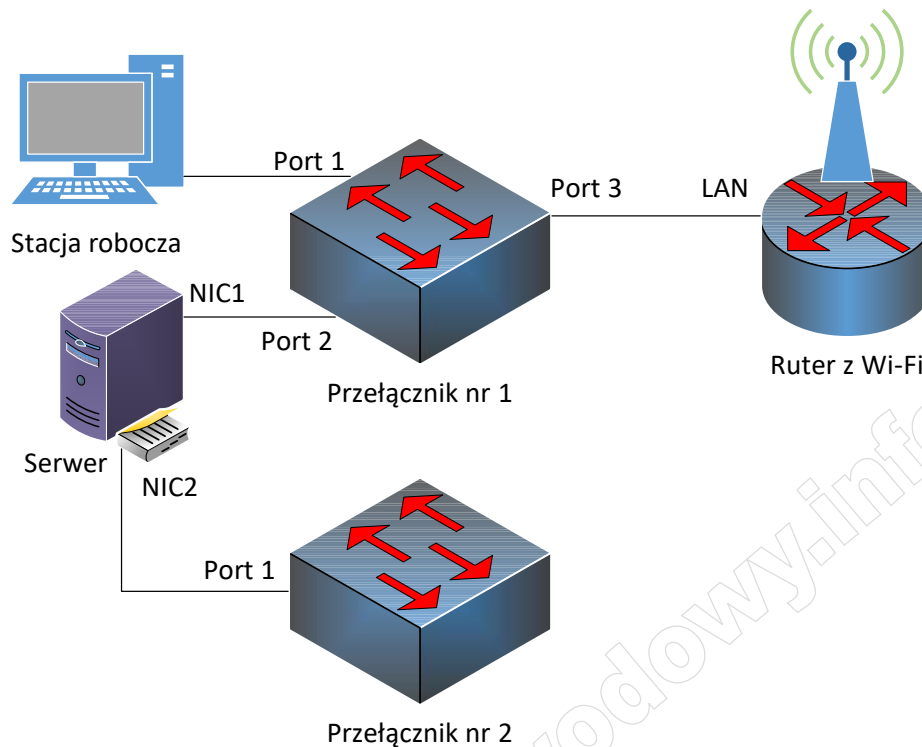 Port 1
Port 3
LAN
Stacja robocza
NIC1
Port 2
Ruter z Wi-Fi
Przełącznik nr 1
Serwer
NIC2
Port 1
Przełącznik nr 2